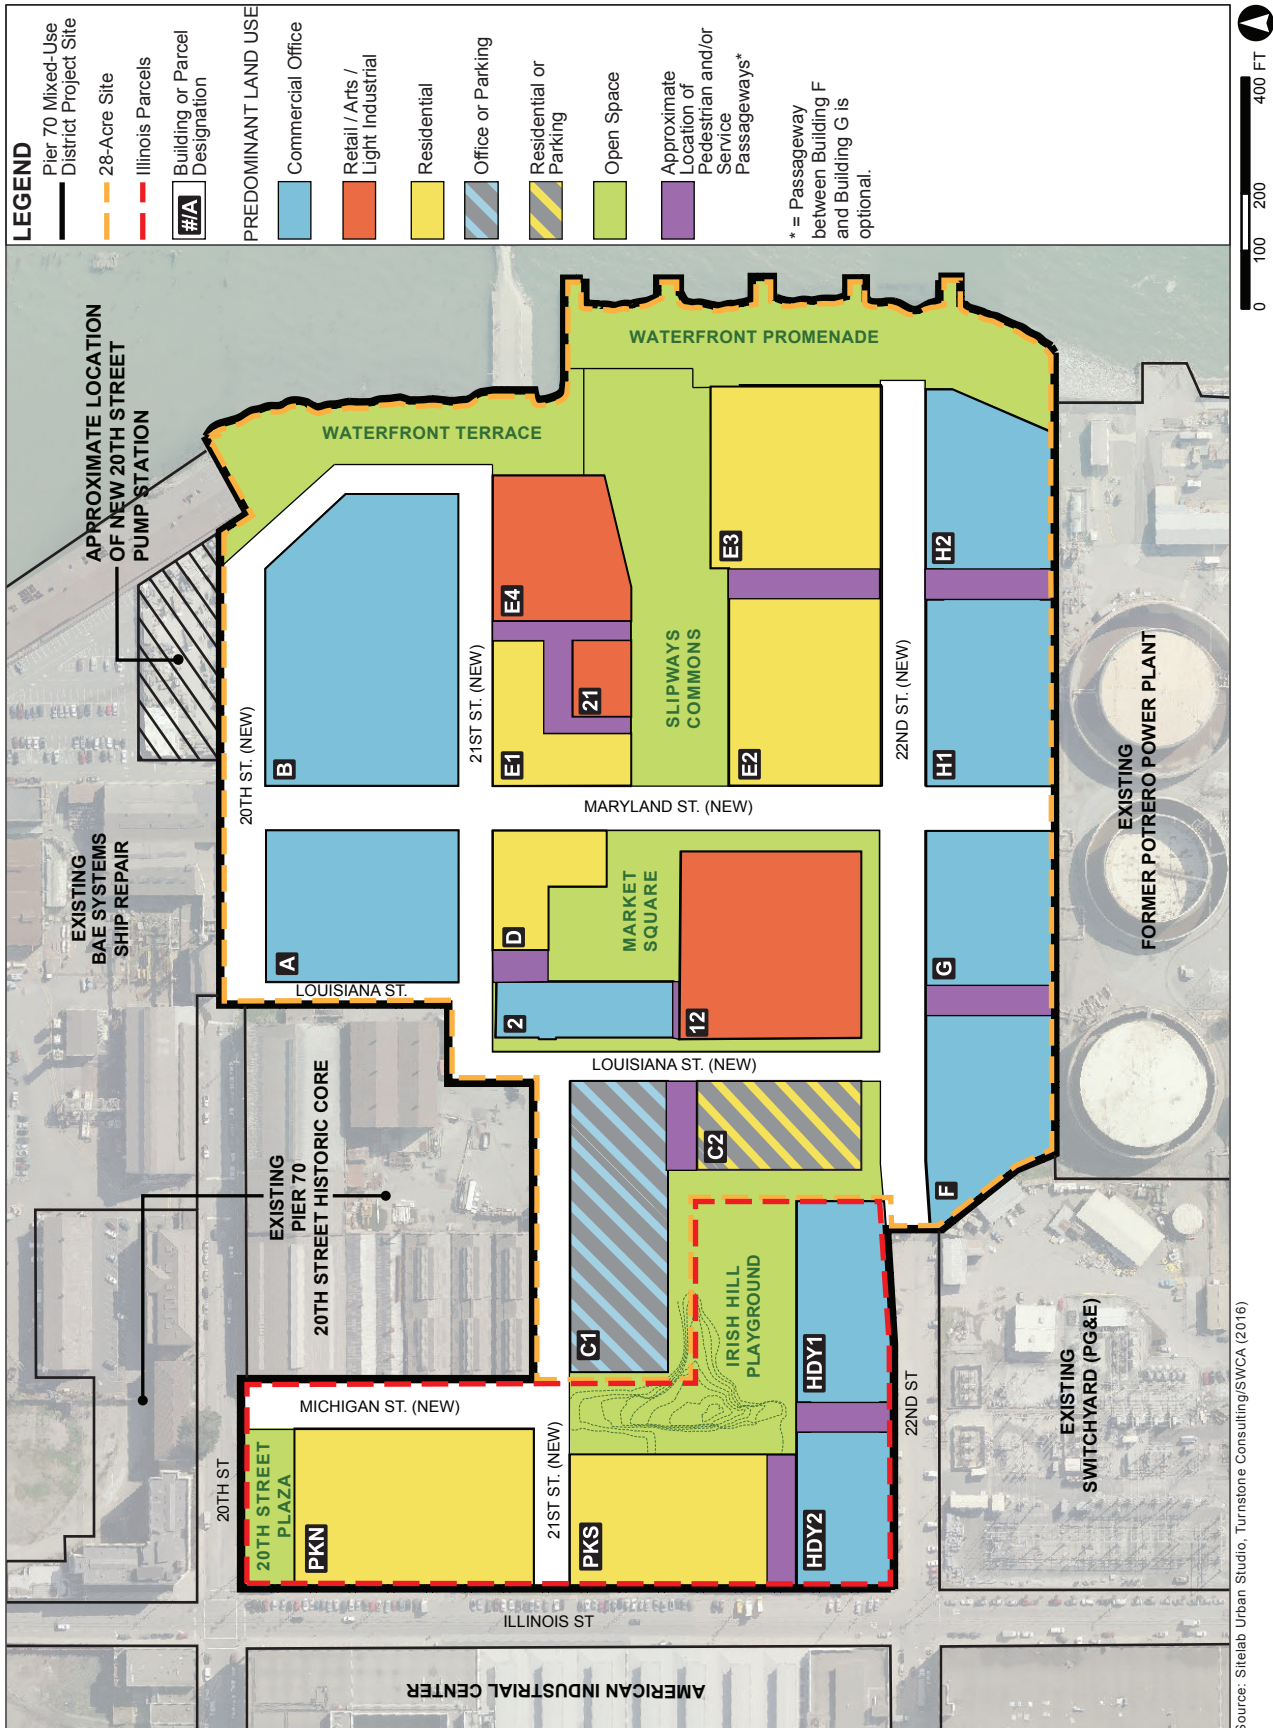 LEGEND
Pier 70 Mixed-Use
District Project Site
28-Acre Site
Illinois Parcels
#/A
Building or Parcel
Designation
PREDOMINANT LAND USE
Commercial Office
Retail / Arts /
Light Industrial
Residential
Office or Parking
Residential or
Parking
Open Space
Approximate
Location of
Pedestrian and/or
Service
Passageways*
* = Passageway
between Building F
and Building G is
optional.
0
100
200
400 FT
APPROXIMATE LOCATION
OF NEW 20TH STREET
PUMP STATION
EXISTING
BAE SYSTEMS
SHIP REPAIR
EXISTING
PIER 70
20TH STREET HISTORIC CORE
20TH ST
20TH ST. (NEW)
WATERFRONT TERRACE
WATERFRONT PROMENADE
A
B
LOUISIANA ST.
21ST ST. (NEW)
MICHIGAN ST. (NEW)
20TH STREET
PLAZA
PKN
21ST ST. (NEW)
ILLINOIS ST
AMERICAN INDUSTRIAL CENTER
PKS
C1
C2
IRISH HILL
PLAYGROUND
HDY1
HDY2
LOUISIANA ST. (NEW)
2
D
MARKET
SQUARE
12
MARYLAND ST. (NEW)
E1
21
E4
SLIPWAYS
COMMONS
E2
E3
22ND ST. (NEW)
22ND ST
F
G
H1
H2
EXISTING
SWITCHYARD (PG&E)
EXISTING
FORMER POTRERO POWER PLANT
Source: Sitelab Urban Studio, Turnstone Consulting/SWCA (2016)